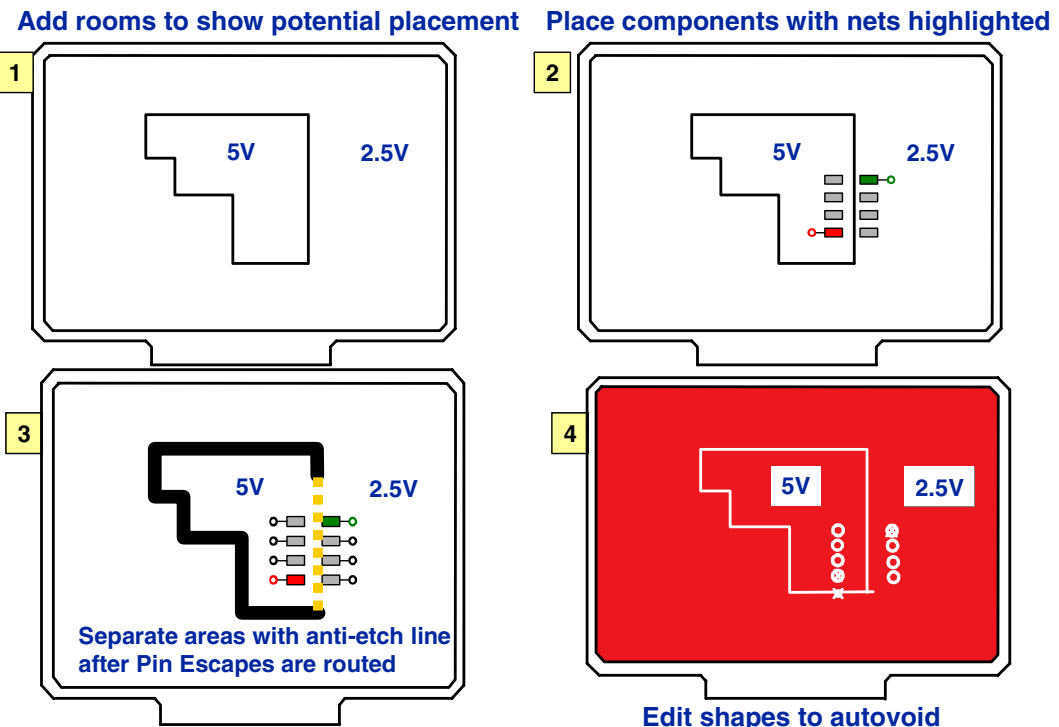 Add rooms to show potential placement
1
5V
2.5V
Place components with nets highlighted
2
5V
2.5V
3
5V
2.5V
Separate areas with anti-etch line
after Pin Escapes are routed
4
5V
2.5V
Edit shapes to autovoid